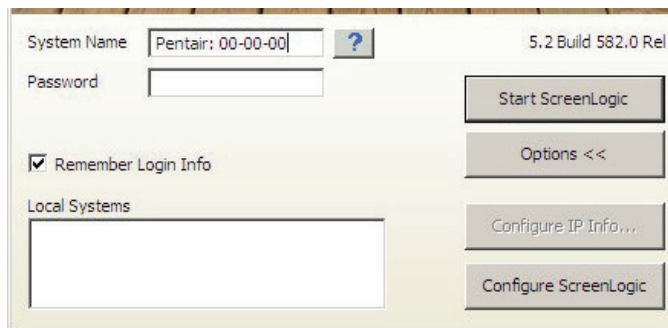 System Name
Pentair: 00-00-00
?
5.2 Build 582.0 Rel
Password
Start ScreenLogic
Options <<
Remember Login Info
Local Systems
Configure IP Info...
Configure ScreenLogic